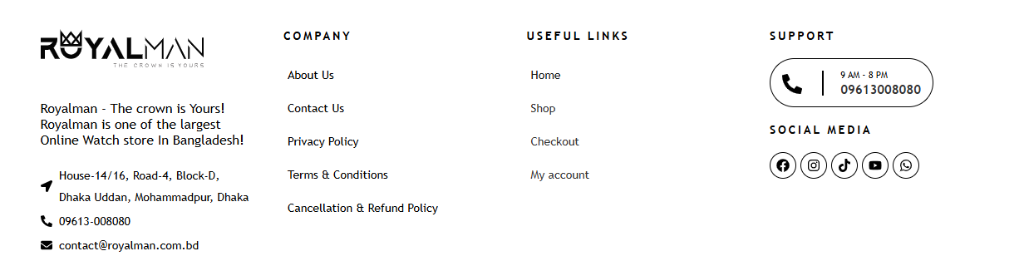 ROYALMAN
THE CROWN IS YOURS
Royalman - The crown is Yours!
Royalman is one of the largest
Online Watch store In Bangladesh!
House-14/16, Road-4, Block-D,
Dhaka Uddan, Mohammadpur, Dhaka
09613-008080
contact@royalman.com.bd
COMPANY
About Us
Contact Us
Privacy Policy
Terms & Conditions
Cancellation & Refund Policy
USEFUL LINKS
Home
Shop
Checkout
My account
SUPPORT
9 AM - 8 PM
09613008080
SOCIAL MEDIA